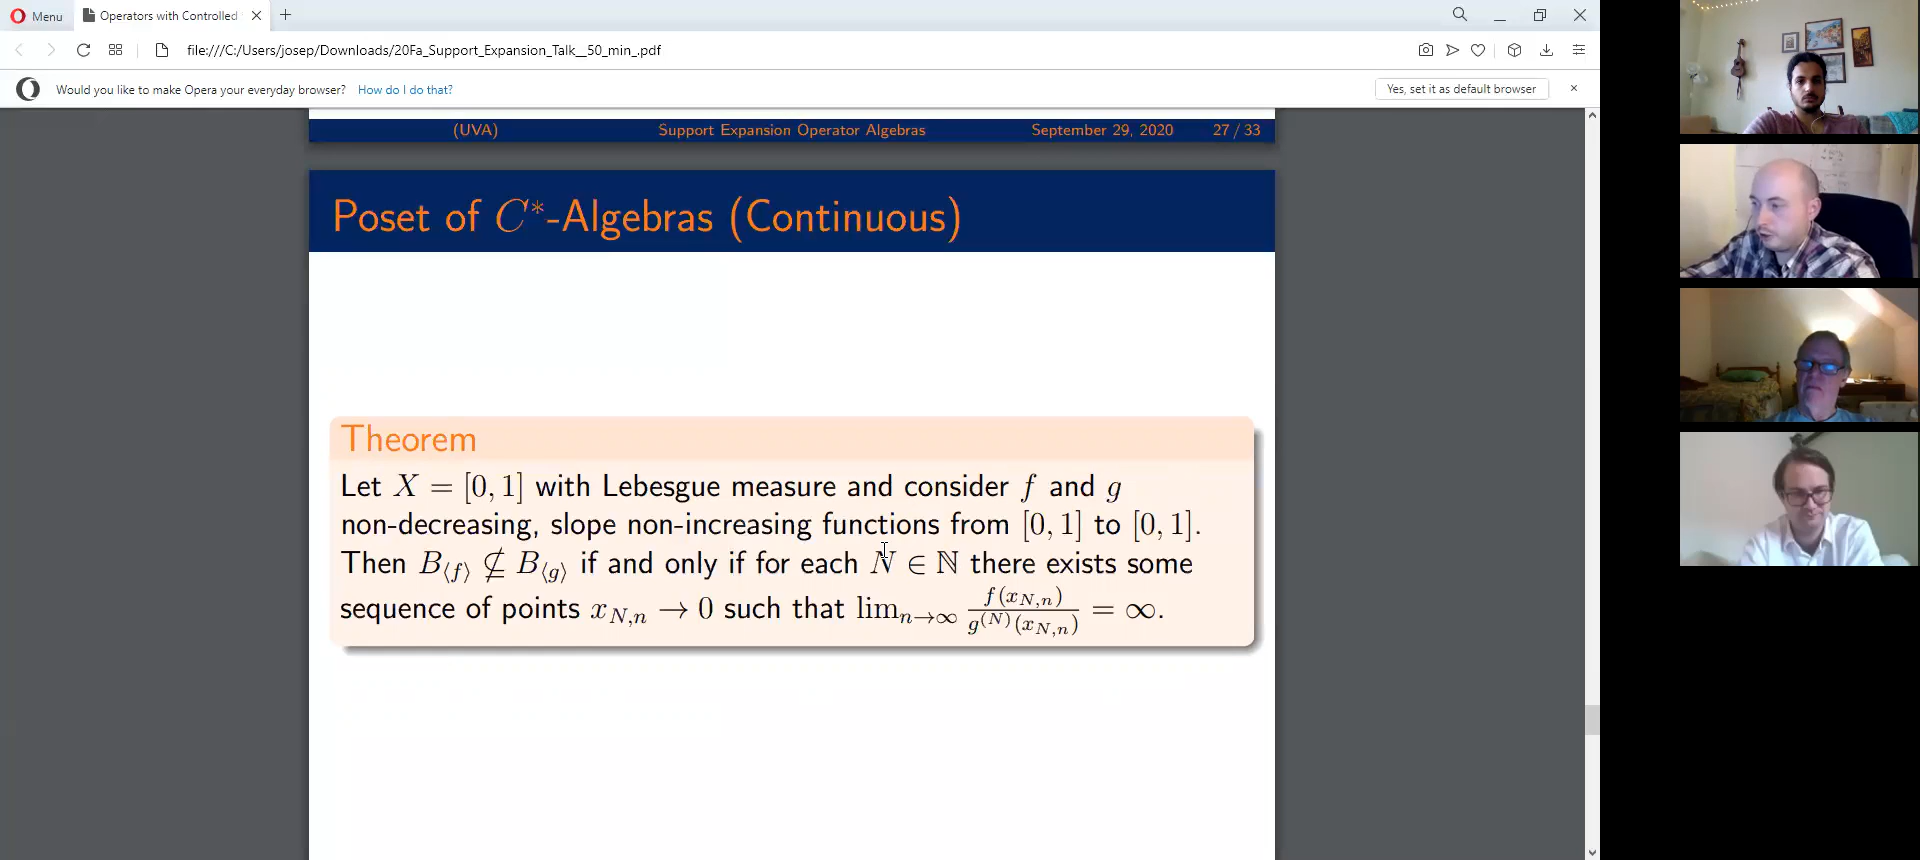 Menu
Operators with Controlled
file:///C:/Users/josep/Downloads/20Fa_Support_Expansion_Talk__50_min_.pdf
Would you like to make Opera your everyday browser? How do I do that?
Yes, set it as default browser
(UVA) Support Expansion Operator Algebras September 29, 2020 27 / 33
Poset of C*-Algebras (Continuous)
Theorem
Let X = [0, 1] with Lebesgue measure and consider f and g
non-decreasing, slope non-increasing functions from [0, 1] to [0, 1].
Then B⟨f⟩ ⊈ B⟨g⟩ if and only if for each N ∈ ℕ there exists some
sequence of points x_{N,n} → 0 such that lim_{n→∞} f(x_{N,n}) / g^{(N)}(x_{N,n}) = ∞.